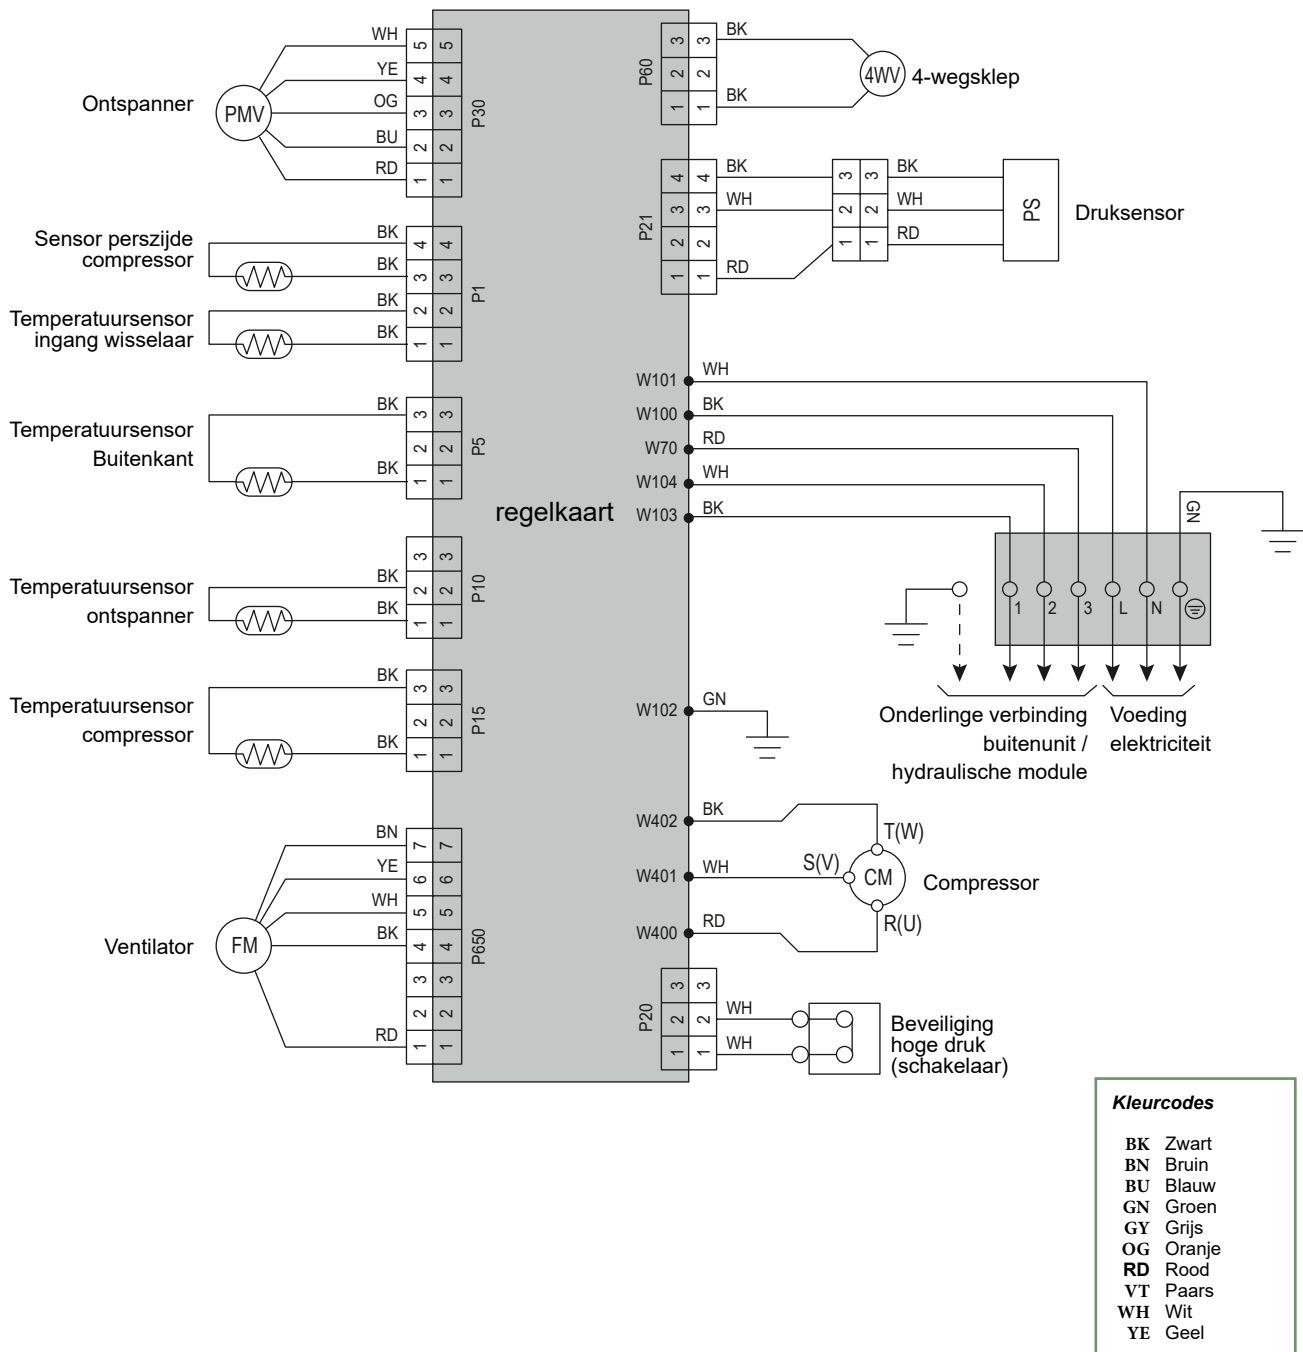 WH
YE
OG
BU
RD
Ontspanner
PMV
5 5
4 4
3 3
2 2
1 1
P30
Sensor perszijde
compressor
BK
BK
4 4
3 3
Temperatuursensor
ingang wisselaar
BK
BK
2 2
1 1
P1
Temperatuursensor
Buitenkant
BK
BK
3 3
2 2
1 1
P5
Temperatuursensor
ontspanner
BK
BK
3 3
2 2
1 1
P10
Temperatuursensor
compressor
BK
BK
3 3
2 2
1 1
P15
Ventilator
FM
BN
YE
WH
BK
RD
7 7
6 6
5 5
4 4
3 3
2 2
1 1
P650
regelkaart
P60
3 3
2 2
1 1
BK
BK
4WV
4-wegsklep
P21
4 4
3 3
2 2
1 1
BK
WH
RD
3 3
2 2
1 1
BK
WH
RD
PS
Druksensor
W101 WH
W100 BK
W70 RD
W104 WH
W103 BK
GN
1 2 3 L N
Onderlinge verbinding
buitenunit /
hydraulische module
Voeding
elektriciteit
W102 GN
W402 BK
W401 WH
W400 RD
T(W)
S(V)
R(U)
CM
Compressor
P20
3 3
2 2
1 1
WH
WH
Beveiliging
hoge druk
(schakelaar)
Kleurcodes
BK Zwart
BN Bruin
BU Blauw
GN Groen
GY Grijs
OG Oranje
RD Rood
VT Paars
WH Wit
YE Geel